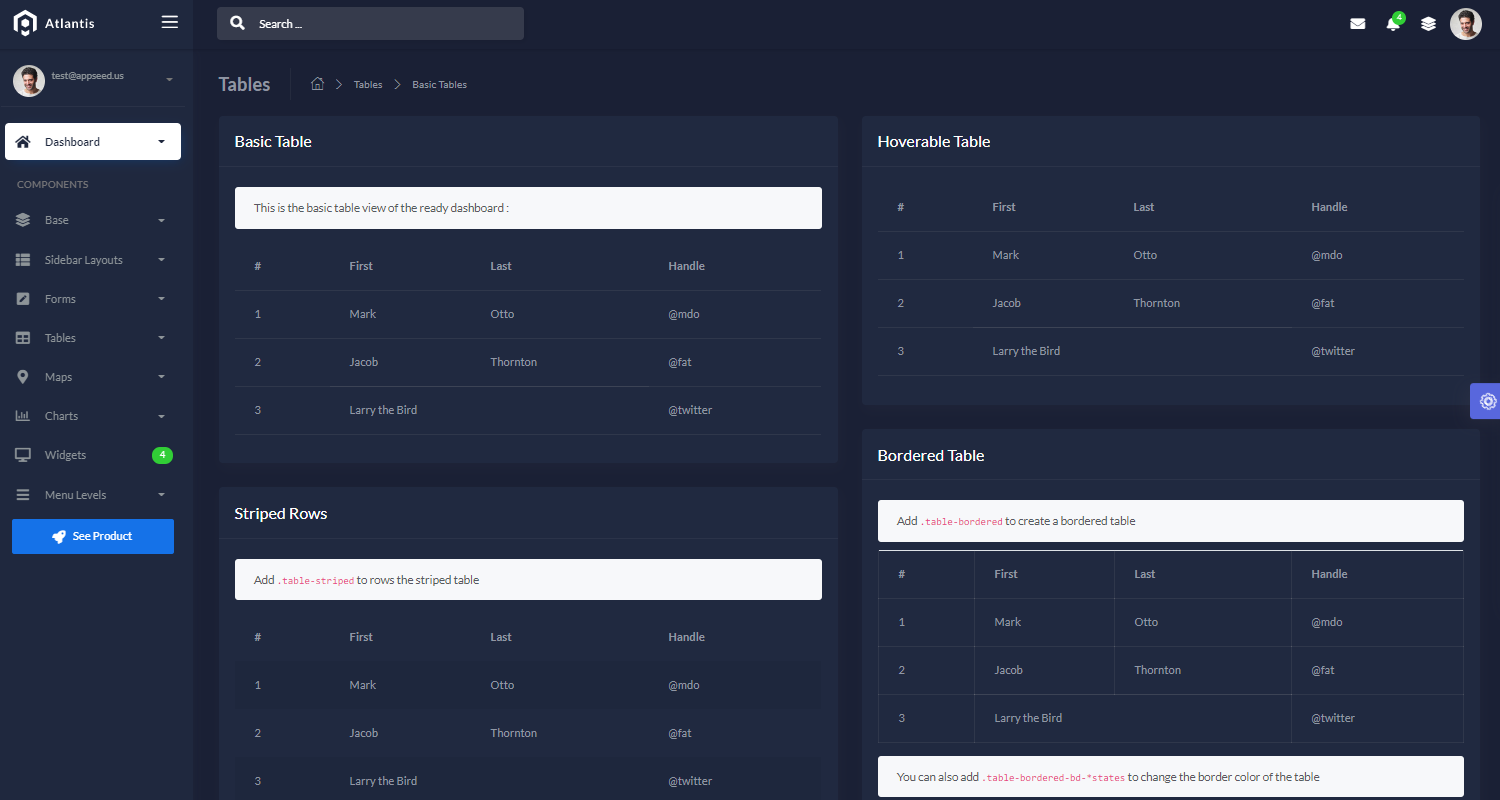 Atlantis
Search ...
4
test@appseed.us
Dashboard
COMPONENTS
Base
Sidebar Layouts
Forms
Tables
Maps
Charts
Widgets 4
Menu Levels
See Product
Tables
Tables Basic Tables
Basic Table
This is the basic table view of the ready dashboard :
# First Last Handle
1 Mark Otto @mdo
2 Jacob Thornton @fat
3 Larry the Bird @twitter
Striped Rows
Add .table-striped to rows the striped table
# First Last Handle
1 Mark Otto @mdo
2 Jacob Thornton @fat
3 Larry the Bird @twitter
Hoverable Table
# First Last Handle
1 Mark Otto @mdo
2 Jacob Thornton @fat
3 Larry the Bird @twitter
Bordered Table
Add .table-bordered to create a bordered table
# First Last Handle
1 Mark Otto @mdo
2 Jacob Thornton @fat
3 Larry the Bird @twitter
You can also add .table-bordered-bd-*states to change the border color of the table